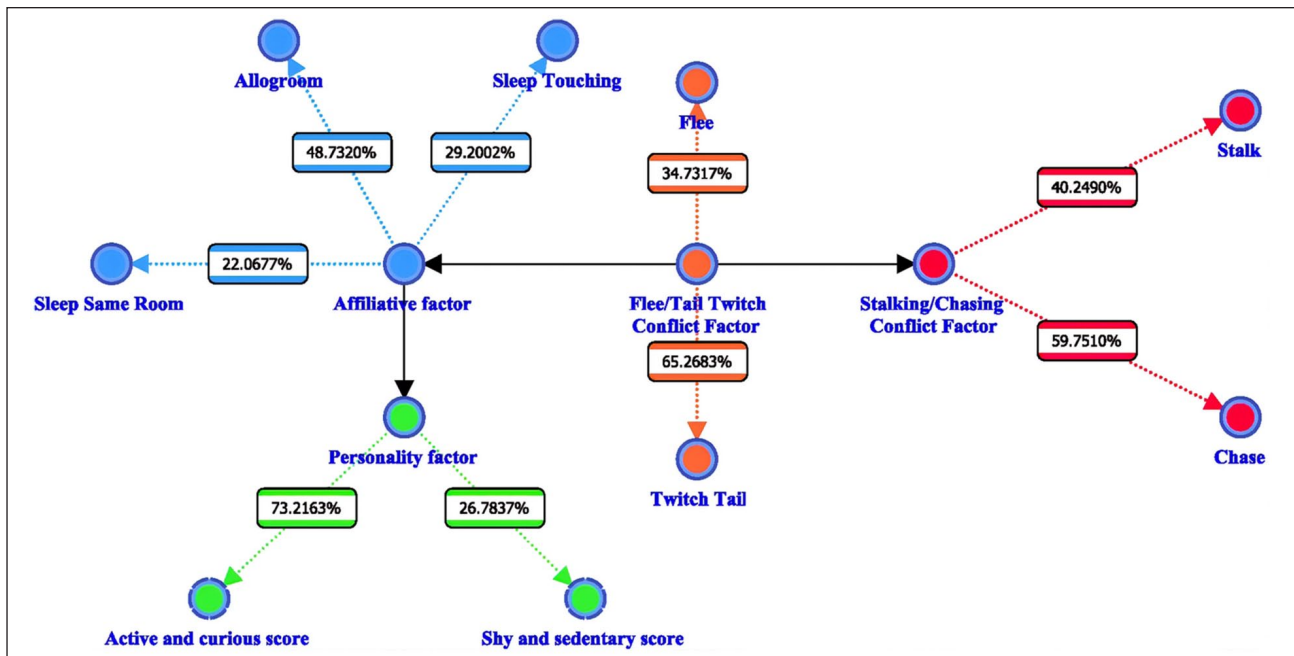 Allogroom
Sleep Touching
Flee
Stalk
48.7320%
29.2002%
34.7317%
40.2490%
22.0677%
Sleep Same Room
Affiliative factor
Flee/Tail Twitch
Conflict Factor
Stalking/Chasing
Conflict Factor
65.2683%
59.7510%
Personality factor
Twitch Tail
Chase
73.2163%
26.7837%
Active and curious score
Shy and sedentary score